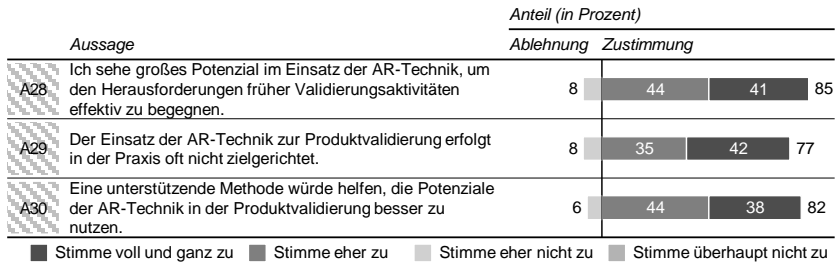 Anteil (in Prozent)
Aussage Ablehnung Zustimmung
A28 Ich sehe großes Potenzial im Einsatz der AR-Technik, um
den Herausforderungen früher Validierungsaktivitäten
effektiv zu begegnen.
8 44 41 85
A29 Der Einsatz der AR-Technik zur Produktvalidierung erfolgt
in der Praxis oft nicht zielgerichtet.
8 35 42 77
A30 Eine unterstützende Methode würde helfen, die Potenziale
der AR-Technik in der Produktvalidierung besser zu
nutzen.
6 44 38 82
Stimme voll und ganz zu Stimme eher zu Stimme eher nicht zu Stimme überhaupt nicht zu